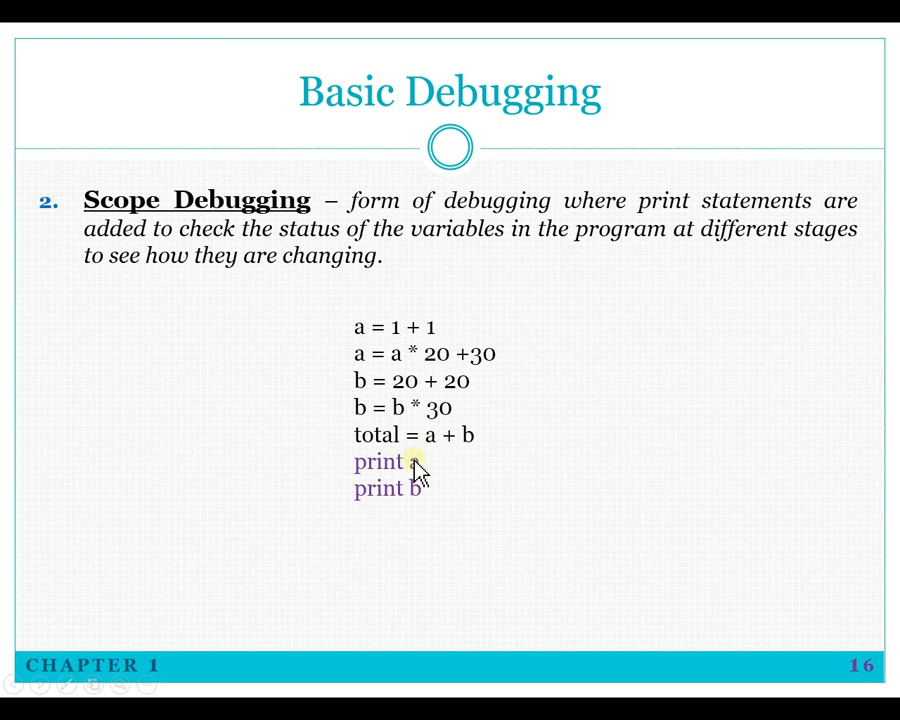 Basic Debugging
2. Scope Debugging – form of debugging where print statements are
added to check the status of the variables in the program at different stages
to see how they are changing.
a = 1 + 1
a = a * 20 +30
b = 20 + 20
b = b * 30
total = a + b
print a
print b
CHAPTER 1
16